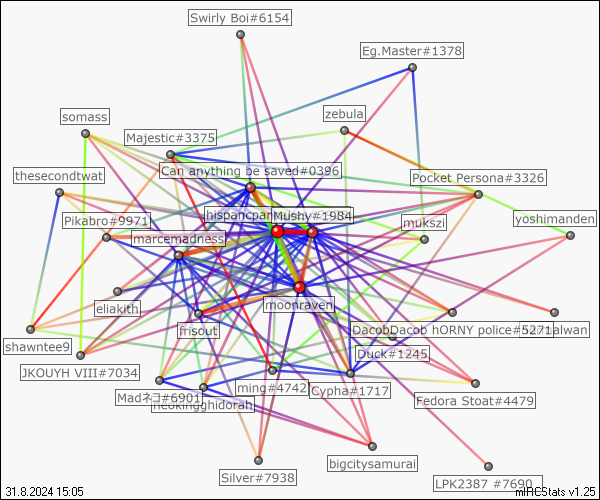 Swirly Boi#6154
Eg.Master#1378
zebula
somass
Majestic#3375
Can anything be saved#0396
thesecondtwat
Pocket Persona#3326
hispancpar
Mushy#1984
Pikabro#9971
mukszi
yoshimanden
marcemadness
eliakith
moonraven
frisout
DacobDacob
hORNY police#5271
alwan
shawntee9
Duck#1245
JKOUYH VIII#7034
ming#4742
Cypha#1717
Madネコ#6901
neokingghidorah
Fedora Stoat#4479
bigcitysamurai
Silver#7938
LPK2387 #7690
31.8.2024 15:05
mIRCStats v1.25